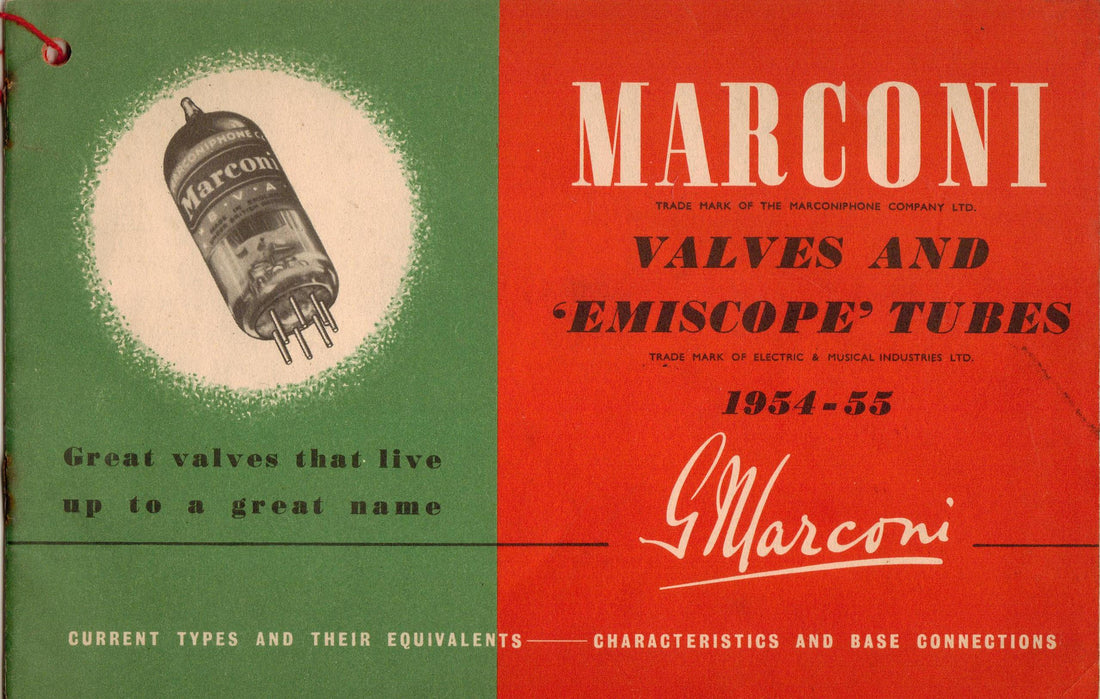 MARCONIPHONE C
Marconi
B · V · A
Great valves that live
up to a great name
MARCONI
TRADE MARK OF THE MARCONIPHONE COMPANY LTD.
VALVES AND
‘EMISCOPE’ TUBES
TRADE MARK OF ELECTRIC & MUSICAL INDUSTRIES LTD.
1954-55
G Marconi
CURRENT TYPES AND THEIR EQUIVALENTS — CHARACTERISTICS AND BASE CONNECTIONS